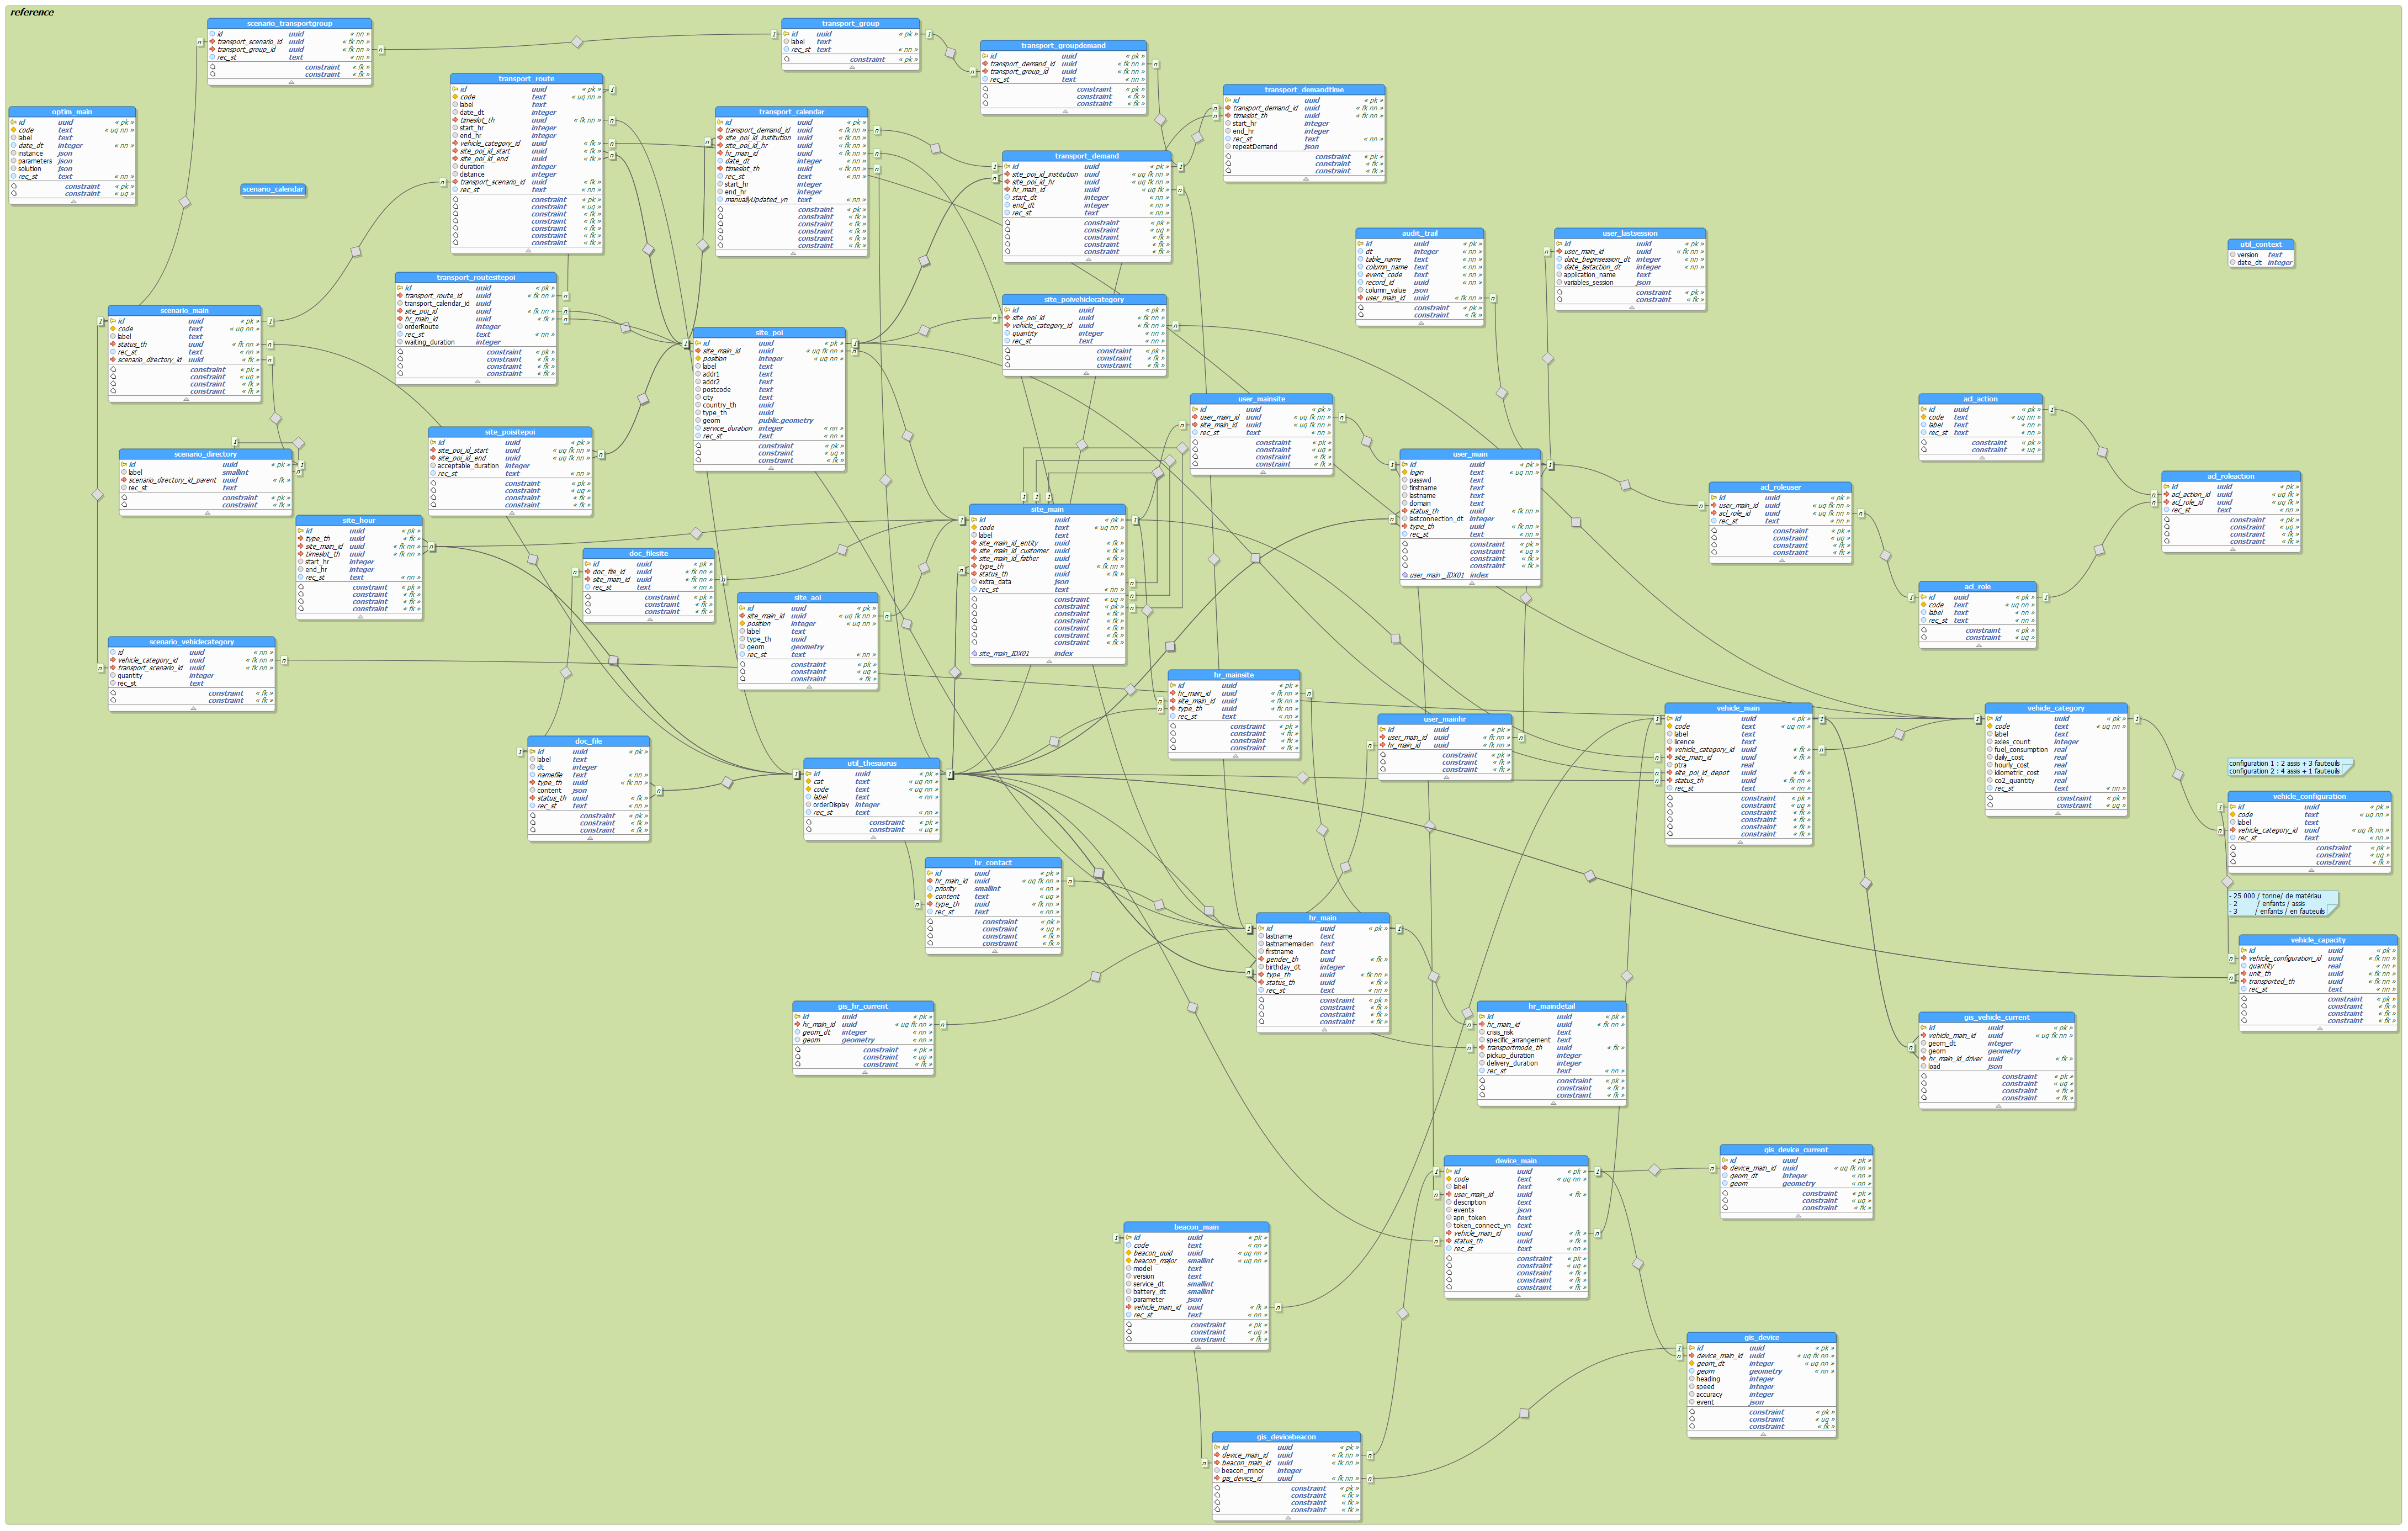 reference
scenario_transportgroup
id uuid « nn »
transport_scenario_id uuid « fk nn »
transport_group_id uuid « fk nn »
rec_st text « nn »
constraint « fk »
constraint « fk »
transport_group
id uuid « pk »
label text
rec_st text « nn »
constraint « pk »
transport_groupdemand
id uuid « pk »
transport_demand_id uuid « fk nn »
transport_group_id uuid « fk nn »
rec_st text « nn »
constraint « pk »
constraint « fk »
constraint « fk »
transport_route
id uuid « pk »
code text « uq nn »
label text
date_dt integer
timeslot_th uuid « fk nn »
start_hr integer
end_hr integer
vehicle_category_id uuid « fk »
site_poi_id_start uuid « fk »
site_poi_id_end uuid « fk »
duration integer
distance integer
transport_scenario_id uuid « fk »
rec_st text « nn »
constraint « pk »
constraint « uq »
constraint « fk »
constraint « fk »
constraint « fk »
constraint « fk »
constraint « fk »
transport_demandtime
id uuid « pk »
transport_demand_id uuid « fk nn »
timeslot_th uuid « fk nn »
start_hr integer
end_hr integer
rec_st text « nn »
repeatDemand json
constraint « pk »
constraint « fk »
constraint « fk »
optim_main
id uuid « pk »
code text « uq nn »
label text
date_dt integer « nn »
instance json
parameters json
solution json
rec_st text « nn »
constraint « pk »
constraint « uq »
transport_calendar
id uuid « pk »
transport_demand_id uuid « fk nn »
site_poi_id_institution uuid « fk nn »
site_poi_id_hr uuid « fk nn »
hr_main_id uuid « fk nn »
date_dt integer « nn »
timeslot_th uuid « fk nn »
rec_st text « nn »
start_hr integer
end_hr integer
manuallyUpdated_yn text « nn »
constraint « pk »
constraint « fk »
constraint « fk »
constraint « fk »
constraint « fk »
constraint « fk »
transport_demand
id uuid « pk »
site_poi_id_institution uuid « uq fk nn »
site_poi_id_hr uuid « uq fk nn »
hr_main_id uuid « uq fk »
start_dt integer « nn »
end_dt integer « nn »
rec_st text « nn »
constraint « pk »
constraint « uq »
constraint « fk »
constraint « fk »
constraint « fk »
scenario_calendar
audit_trail
id uuid « pk »
dt integer « nn »
table_name text « nn »
column_name text « nn »
event_code text « nn »
record_id uuid « nn »
column_value json
user_main_id uuid « fk nn »
constraint « pk »
constraint « fk »
user_lastsession
id uuid « pk »
user_main_id uuid « fk nn »
date_beginsession_dt integer « nn »
date_lastaction_dt integer « nn »
application_name text
variables_session json
constraint « pk »
constraint « fk »
util_context
version text
date_dt integer
transport_routesitepoi
id uuid « pk »
transport_route_id uuid « fk nn »
transport_calendar_id uuid
site_poi_id uuid « fk nn »
hr_main_id uuid « fk nn »
orderRoute integer
rec_st text « nn »
waiting_duration integer
constraint « pk »
constraint « fk »
constraint « fk »
constraint « fk »
site_poivehiclecategory
id uuid « pk »
site_poi_id uuid « fk nn »
vehicle_category_id uuid « fk nn »
quantity integer « nn »
rec_st text « nn »
constraint « pk »
constraint « fk »
constraint « fk »
scenario_main
id uuid « pk »
code text « uq nn »
label text
status_th uuid « fk nn »
rec_st text « nn »
scenario_directory_id uuid « fk »
constraint « pk »
constraint « uq »
constraint « fk »
constraint « fk »
site_poi
id uuid « pk »
site_main_id uuid « uq fk nn »
position integer « uq nn »
label text
addr1 text
addr2 text
postcode text
city text
country_th uuid
type_th uuid
geom public.geometry
service_duration integer « nn »
rec_st text « nn »
constraint « pk »
constraint « uq »
constraint « fk »
user_mainsite
id uuid « pk »
user_main_id uuid « uq fk nn »
site_main_id uuid « uq fk nn »
rec_st text « nn »
constraint « pk »
constraint « uq »
constraint « fk »
constraint « fk »
acl_action
id uuid « pk »
code text « uq nn »
label text « nn »
rec_st text « nn »
constraint « pk »
constraint « uq »
scenario_directory
id uuid « pk »
label smallint
scenario_directory_id_parent uuid « fk »
rec_st text
constraint « pk »
constraint « fk »
site_poisitepoi
id uuid « pk »
site_poi_id_start uuid « uq fk nn »
site_poi_id_end uuid « uq fk nn »
acceptable_duration integer
rec_st text « nn »
constraint « pk »
constraint « uq »
constraint « fk »
constraint « fk »
user_main
id uuid « pk »
login text « uq nn »
passwd text
firstname text
lastname text
domain text
status_th uuid « fk nn »
lastconnection_dt integer
type_th uuid « fk nn »
rec_st text « nn »
constraint « pk »
constraint « uq »
constraint « fk »
constraint « fk »
user_main _IDX01 index
acl_roleuser
id uuid « pk »
user_main_id uuid « uq fk nn »
acl_role_id uuid « uq fk nn »
rec_st text « nn »
constraint « pk »
constraint « uq »
constraint « fk »
constraint « fk »
acl_roleaction
id uuid « pk »
acl_action_id uuid « uq fk »
acl_role_id uuid « uq fk »
rec_st text « nn »
constraint « pk »
constraint « uq »
constraint « fk »
constraint « fk »
site_hour
id uuid « pk »
type_th uuid « fk »
site_main_id uuid « fk nn »
timeslot_th uuid « fk nn »
start_hr integer
end_hr integer
rec_st text « nn »
constraint « pk »
constraint « fk »
constraint « fk »
constraint « fk »
site_main
id uuid « pk »
code text « uq nn »
label text
site_main_id_entity uuid « fk »
site_main_id_customer uuid « fk »
site_main_id_father uuid « fk »
type_th uuid « fk nn »
status_th uuid « fk »
extra_data json
rec_st text « nn »
constraint « uq »
constraint « pk »
constraint « fk »
constraint « fk »
constraint « fk »
constraint « fk »
constraint « fk »
site_main_IDX01 index
doc_filesite
id uuid « pk »
doc_file_id uuid « fk nn »
site_main_id uuid « fk nn »
rec_st text « nn »
constraint « pk »
constraint « fk »
constraint « fk »
site_aoi
id uuid « pk »
site_main_id uuid « uq fk nn »
position integer « uq nn »
label text
type_th uuid
geom geometry
rec_st text « nn »
constraint « pk »
constraint « uq »
constraint « fk »
acl_role
id uuid « pk »
code text « uq nn »
label text « nn »
rec_st text « nn »
constraint « pk »
constraint « uq »
scenario_vehiclecategory
id uuid « nn »
vehicle_category_id uuid « fk nn »
transport_scenario_id uuid « fk nn »
quantity integer
rec_st text
constraint « fk »
constraint « fk »
hr_mainsite
id uuid « pk »
hr_main_id uuid « fk nn »
site_main_id uuid « fk nn »
type_th uuid « fk nn »
rec_st text « nn »
constraint « pk »
constraint « fk »
constraint « fk »
constraint « fk »
user_mainhr
id uuid « pk »
user_main_id uuid « fk nn »
hr_main_id uuid « fk nn »
constraint « pk »
constraint « fk »
constraint « fk »
vehicle_main
id uuid « pk »
code text « uq nn »
label text
licence text
vehicle_category_id uuid « fk »
site_main_id uuid « fk nn »
ptra real
site_poi_id_depot uuid « fk nn »
status_th uuid « fk nn »
rec_st text « nn »
constraint « pk »
constraint « uq »
constraint « fk »
constraint « fk »
constraint « fk »
constraint « fk »
vehicle_category
id uuid « pk »
code text « uq nn »
label text
axles_count integer
fuel_consumption real
daily_cost real
hourly_cost real
kilometric_cost real
co2_quantity real
rec_st text « nn »
constraint « pk »
constraint « uq »
doc_file
id uuid « pk »
label text
dt integer
namefile text « nn »
type_th uuid « fk nn »
content json
status_th uuid « fk »
rec_st text « nn »
constraint « pk »
constraint « fk »
constraint « fk »
util_thesaurus
id uuid « pk »
cat text « uq nn »
code text « uq nn »
label text « nn »
orderDisplay integer
rec_st text « nn »
constraint « pk »
constraint « uq »
configuration 1 : 2 assis + 3 fauteuils
configuration 2 : 4 assis + 1 fauteuils
vehicle_configuration
id uuid « pk »
code text « uq nn »
label text
vehicle_category_id uuid « uq fk nn »
rec_st text « nn »
constraint « pk »
constraint « uq »
constraint « fk »
- 25 000 / tonne/ de matériau
- 2 / enfants / assis
- 3 / enfants / en fauteuils
hr_contact
id uuid « pk »
hr_main_id uuid « uq fk nn »
priority smallint « nn »
content text « uq »
type_th uuid « fk nn »
rec_st text « nn »
constraint « pk »
constraint « uq »
constraint « fk »
constraint « fk »
hr_main
id uuid « pk »
lastname text
lastnamemaiden text
firstname text
gender_th uuid « fk »
birthday_dt integer
type_th uuid « fk nn »
status_th uuid « fk »
rec_st text « nn »
constraint « pk »
constraint « fk »
constraint « fk »
constraint « fk »
vehicle_capacity
id uuid « pk »
vehicle_configuration_id uuid « fk nn »
quantity real « nn »
unit_th uuid « fk nn »
transported_th uuid « fk nn »
rec_st text « nn »
constraint « pk »
constraint « fk »
constraint « fk »
constraint « fk »
gis_hr_current
id uuid « pk »
hr_main_id uuid « uq fk nn »
geom_dt integer « nn »
geom geometry « nn »
constraint « pk »
constraint « uq »
constraint « fk »
hr_maindetail
id uuid « pk »
hr_main_id uuid « fk nn »
crisis_risk text
specific_arrangement text
transportmode_th uuid « fk »
pickup_duration integer
delivery_duration integer
rec_st text « nn »
constraint « pk »
constraint « fk »
constraint « fk »
gis_vehicle_current
id uuid « pk »
vehicle_main_id uuid « uq fk nn »
geom_dt integer
geom geometry
hr_main_id_driver uuid « fk »
load json
constraint « pk »
constraint « uq »
constraint « fk »
constraint « fk »
device_main
id uuid « pk »
code text « uq nn »
label text
user_main_id uuid « fk »
description text
events json
apn_token text
token_connect_yn text
vehicle_main_id uuid « fk »
status_th uuid « fk »
rec_st text « nn »
constraint « pk »
constraint « uq »
constraint « fk »
constraint « fk »
constraint « fk »
gis_device_current
id uuid « pk »
device_main_id uuid « uq fk nn »
geom_dt integer « nn »
geom geometry « nn »
constraint « pk »
constraint « uq »
constraint « fk »
beacon_main
id uuid « pk »
code text « nn »
beacon_uuid uuid « uq nn »
beacon_major smallint « uq nn »
model text
version text
service_dt smallint
battery_dt smallint
parameter json
vehicle_main_id uuid « fk »
rec_st text « nn »
constraint « pk »
constraint « uq »
constraint « fk »
gis_device
id uuid « pk »
device_main_id uuid « uq fk nn »
geom_dt integer « uq nn »
geom geometry « nn »
heading integer
speed integer
accuracy integer
event json
constraint « pk »
constraint « uq »
constraint « fk »
gis_devicebeacon
id uuid « pk »
device_main_id uuid « fk nn »
beacon_main_id uuid « fk nn »
beacon_minor integer
gis_device_id uuid « fk nn »
constraint « pk »
constraint « fk »
constraint « fk »
constraint « fk »